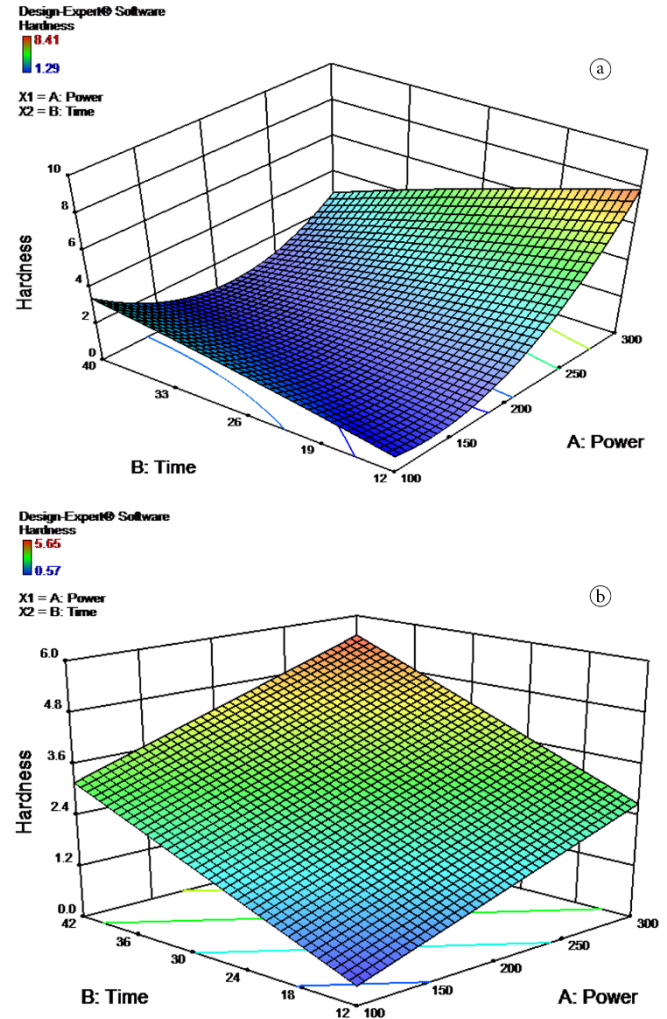 Design-Expert® Software
Hardness
8.41
1.29
X1 = A: Power
X2 = B: Time
a
10
8
6
4
2
0
Hardness
40
33
26
19
12
B: Time
100
150
200
250
300
A: Power
Design-Expert® Software
Hardness
5.65
0.57
X1 = A: Power
X2 = B: Time
b
6.0
4.8
3.6
2.4
1.2
0.0
Hardness
42
36
30
24
18
12
B: Time
100
150
200
250
300
A: Power